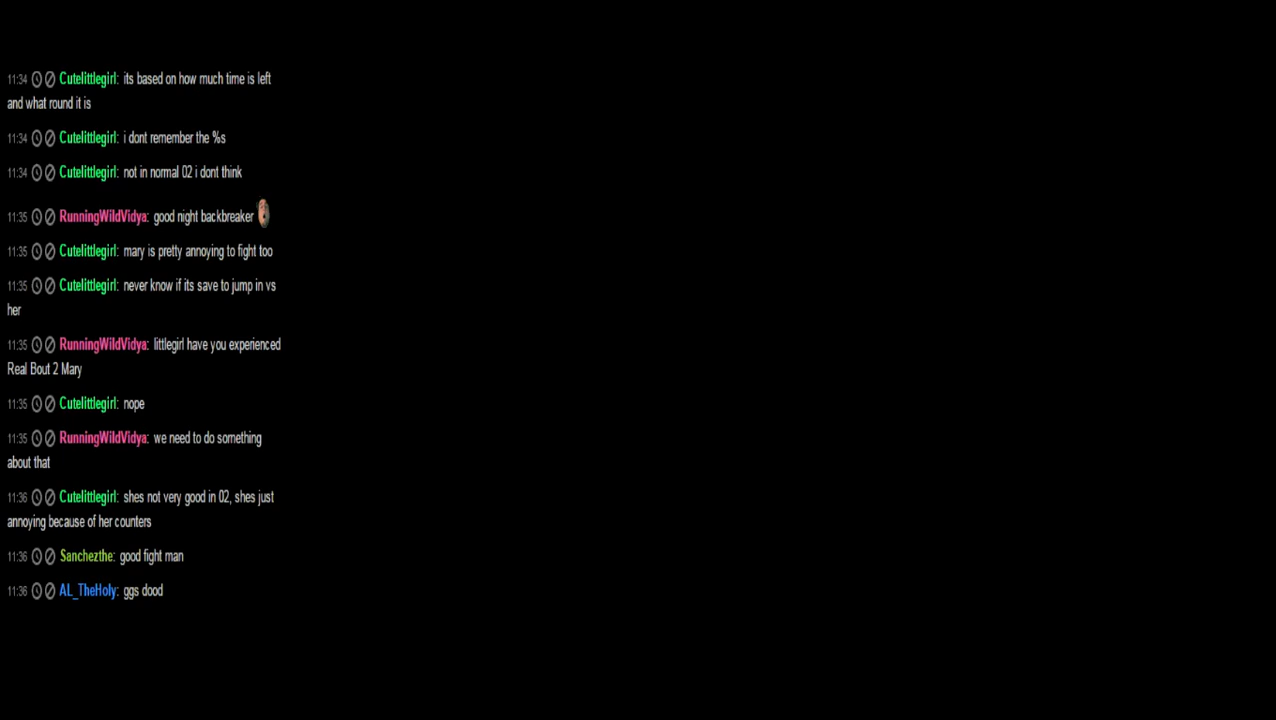 11:34 Cutelittlegirl: its based on how much time is left
and what round it is
11:34 Cutelittlegirl: i dont remember the %s
11:34 Cutelittlegirl: not in normal 02 i dont think
11:35 RunningWildVidya: good night backbreaker
11:35 Cutelittlegirl: mary is pretty annoying to fight too
11:35 Cutelittlegirl: never know if its save to jump in vs
her
11:35 RunningWildVidya: littlegirl have you experienced
Real Bout 2 Mary
11:35 Cutelittlegirl: nope
11:35 RunningWildVidya: we need to do something
about that
11:36 Cutelittlegirl: shes not very good in 02, shes just
annoying because of her counters
11:36 Sanchezthe: good fight man
11:36 AL_TheHoly: ggs dood